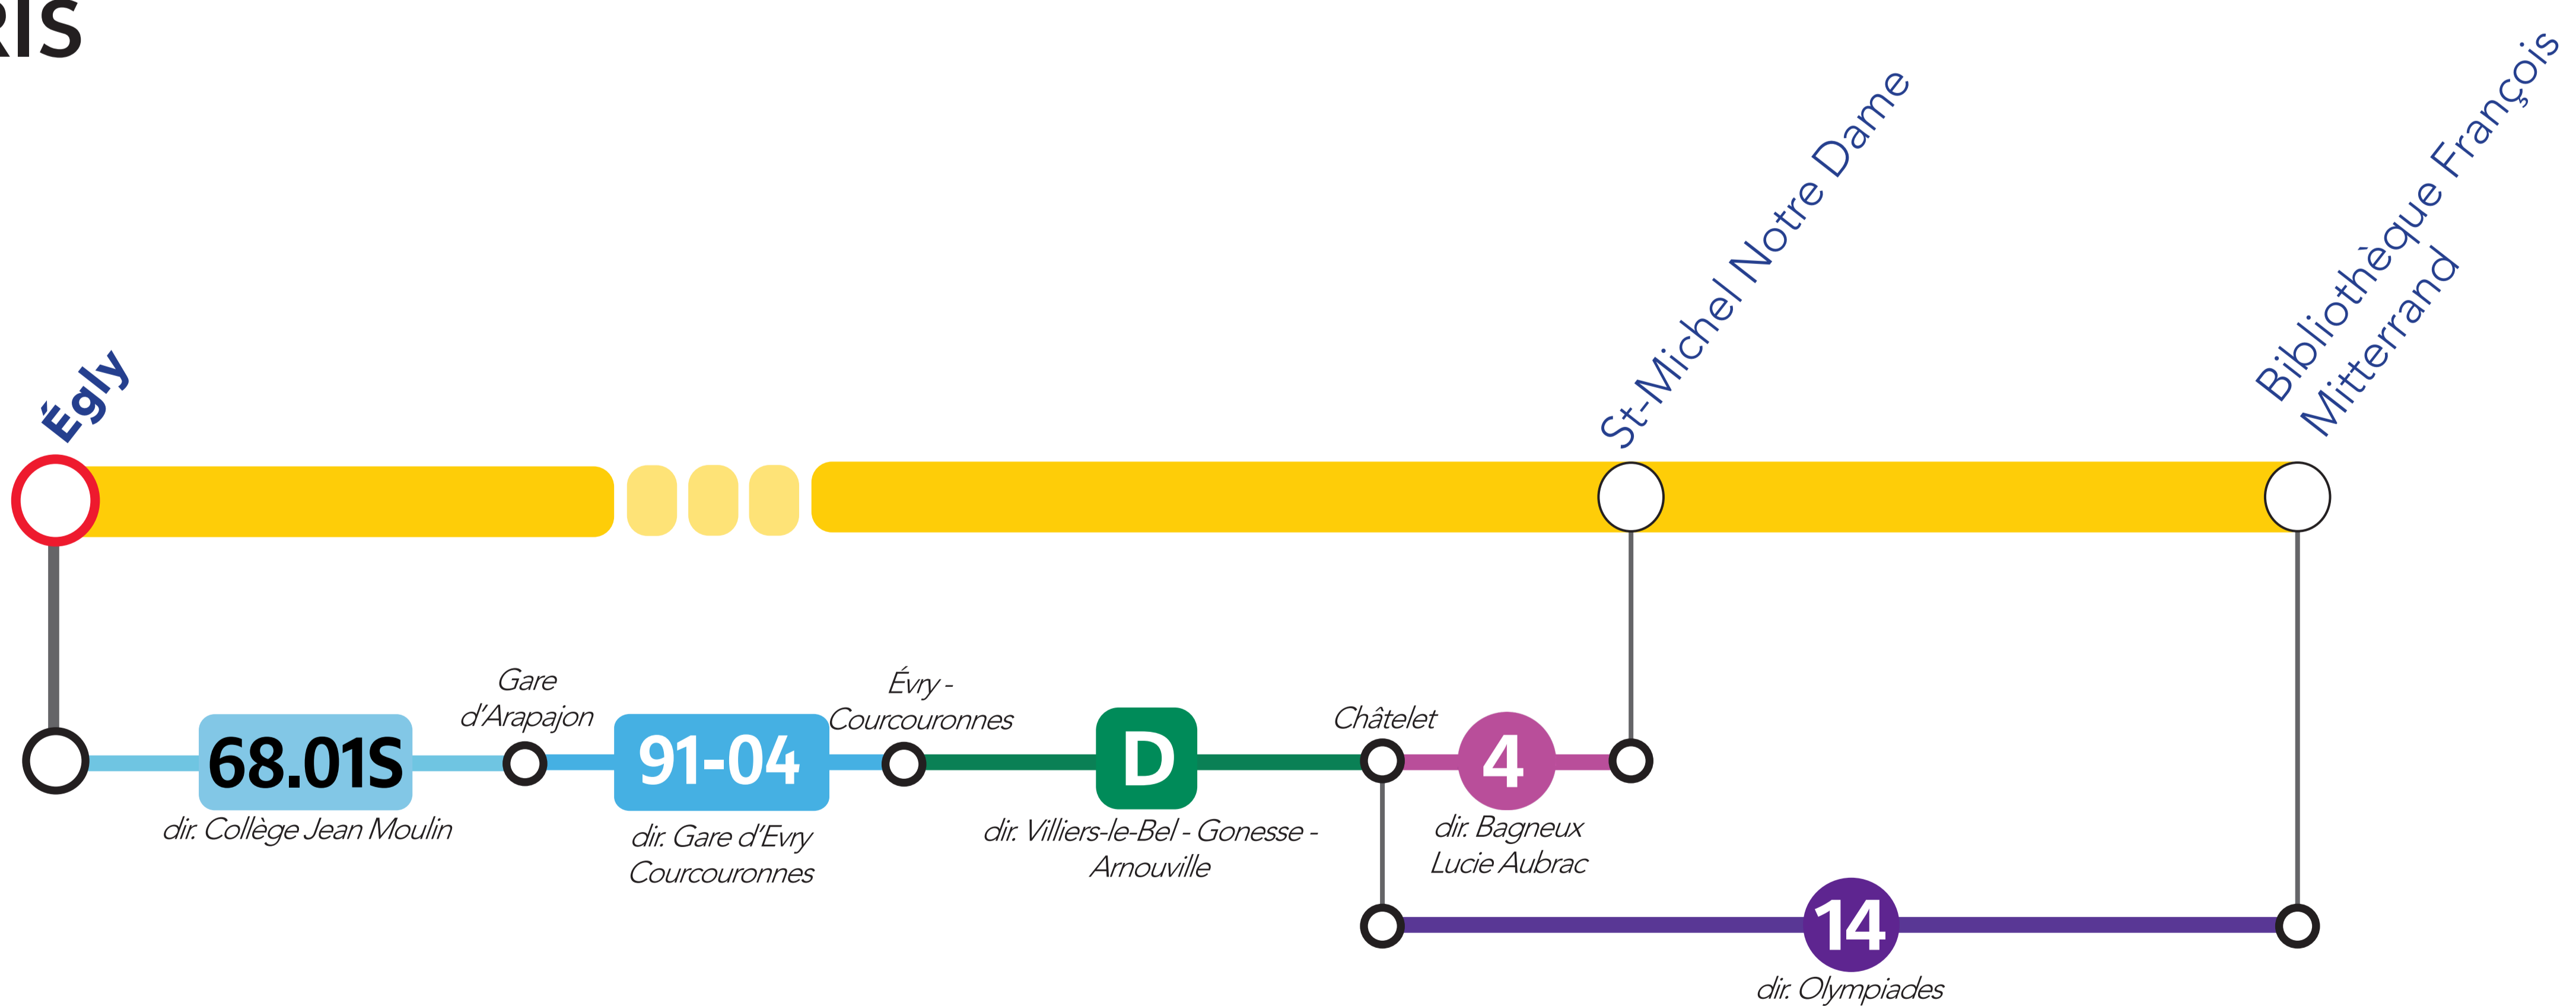 RIS
Égly
St-Michel Notre Dame
Bibliothèque François
Mitterrand
Gare
d'Arapajon
Évry -
Courcouronnes
Châtelet
68.01S
91-04
D
4
dir. Collège Jean Moulin
dir. Gare d'Evry
Courcouronnes
dir. Villiers-le-Bel - Gonesse -
Arnouville
dir. Bagneux
Lucie Aubrac
14
dir. Olympiades